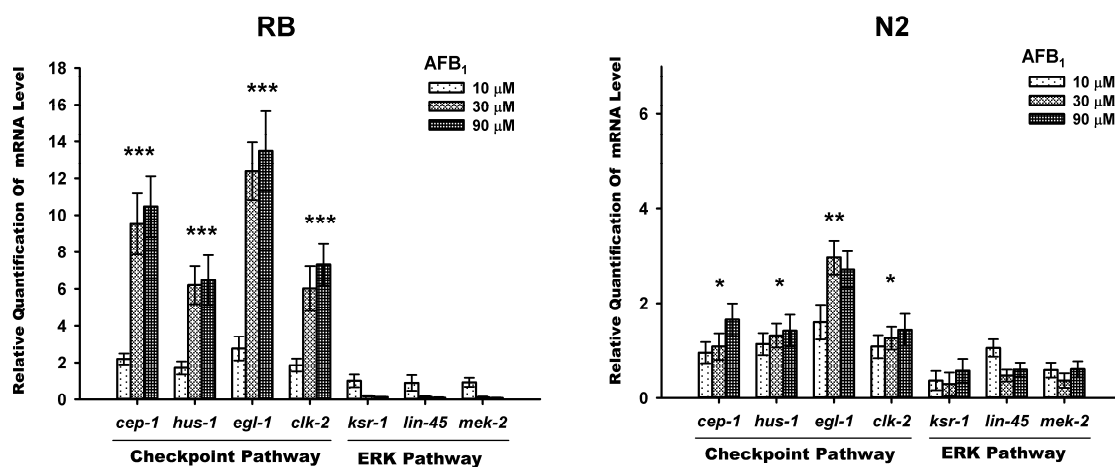 RB
AFB1
10 μM
30 μM
90 μM
Relative Quantification Of mRNA Level
18
16
14
12
10
8
6
4
2
0
***
***
***
***
cep-1 hus-1 egl-1 clk-2 ksr-1 lin-45 mek-2
Checkpoint Pathway ERK Pathway
N2
AFB1
10 μM
30 μM
90 μM
Relative Quantification Of mRNA Level
6
4
2
0
*
*
**
*
cep-1 hus-1 egl-1 clk-2 ksr-1 lin-45 mek-2
Checkpoint Pathway ERK Pathway